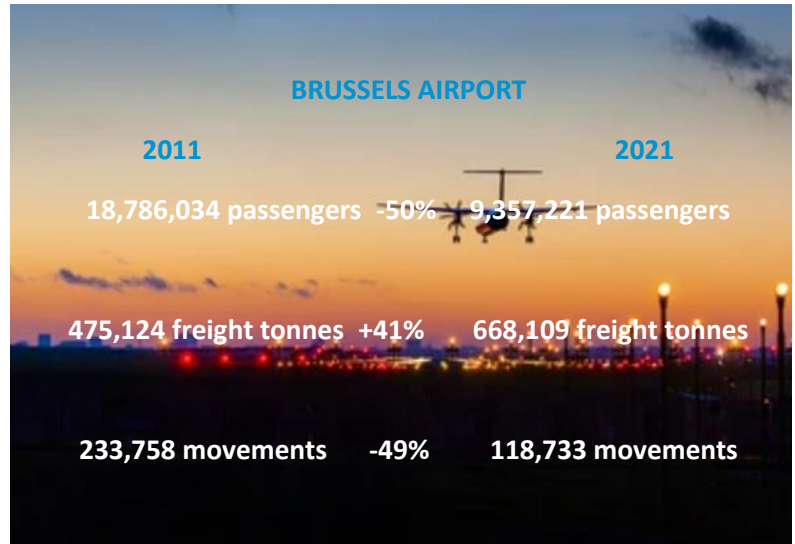 BRUSSELS AIRPORT
2011 2021
18,786,034 passengers -50% 9,357,221 passengers
475,124 freight tonnes +41% 668,109 freight tonnes
233,758 movements -49% 118,733 movements